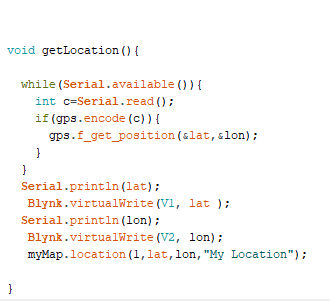 void getLocation(){
while(Serial.available()){
int c=Serial.read();
if(gps.encode(c)){
gps.f_get_position(&lat,&lon);
}
}
Serial.println(lat);
Blynk.virtualWrite(V1, lat );
Serial.println(lon);
Blynk.virtualWrite(V2, lon);
myMap.location(1,lat,lon,"My Location");
}